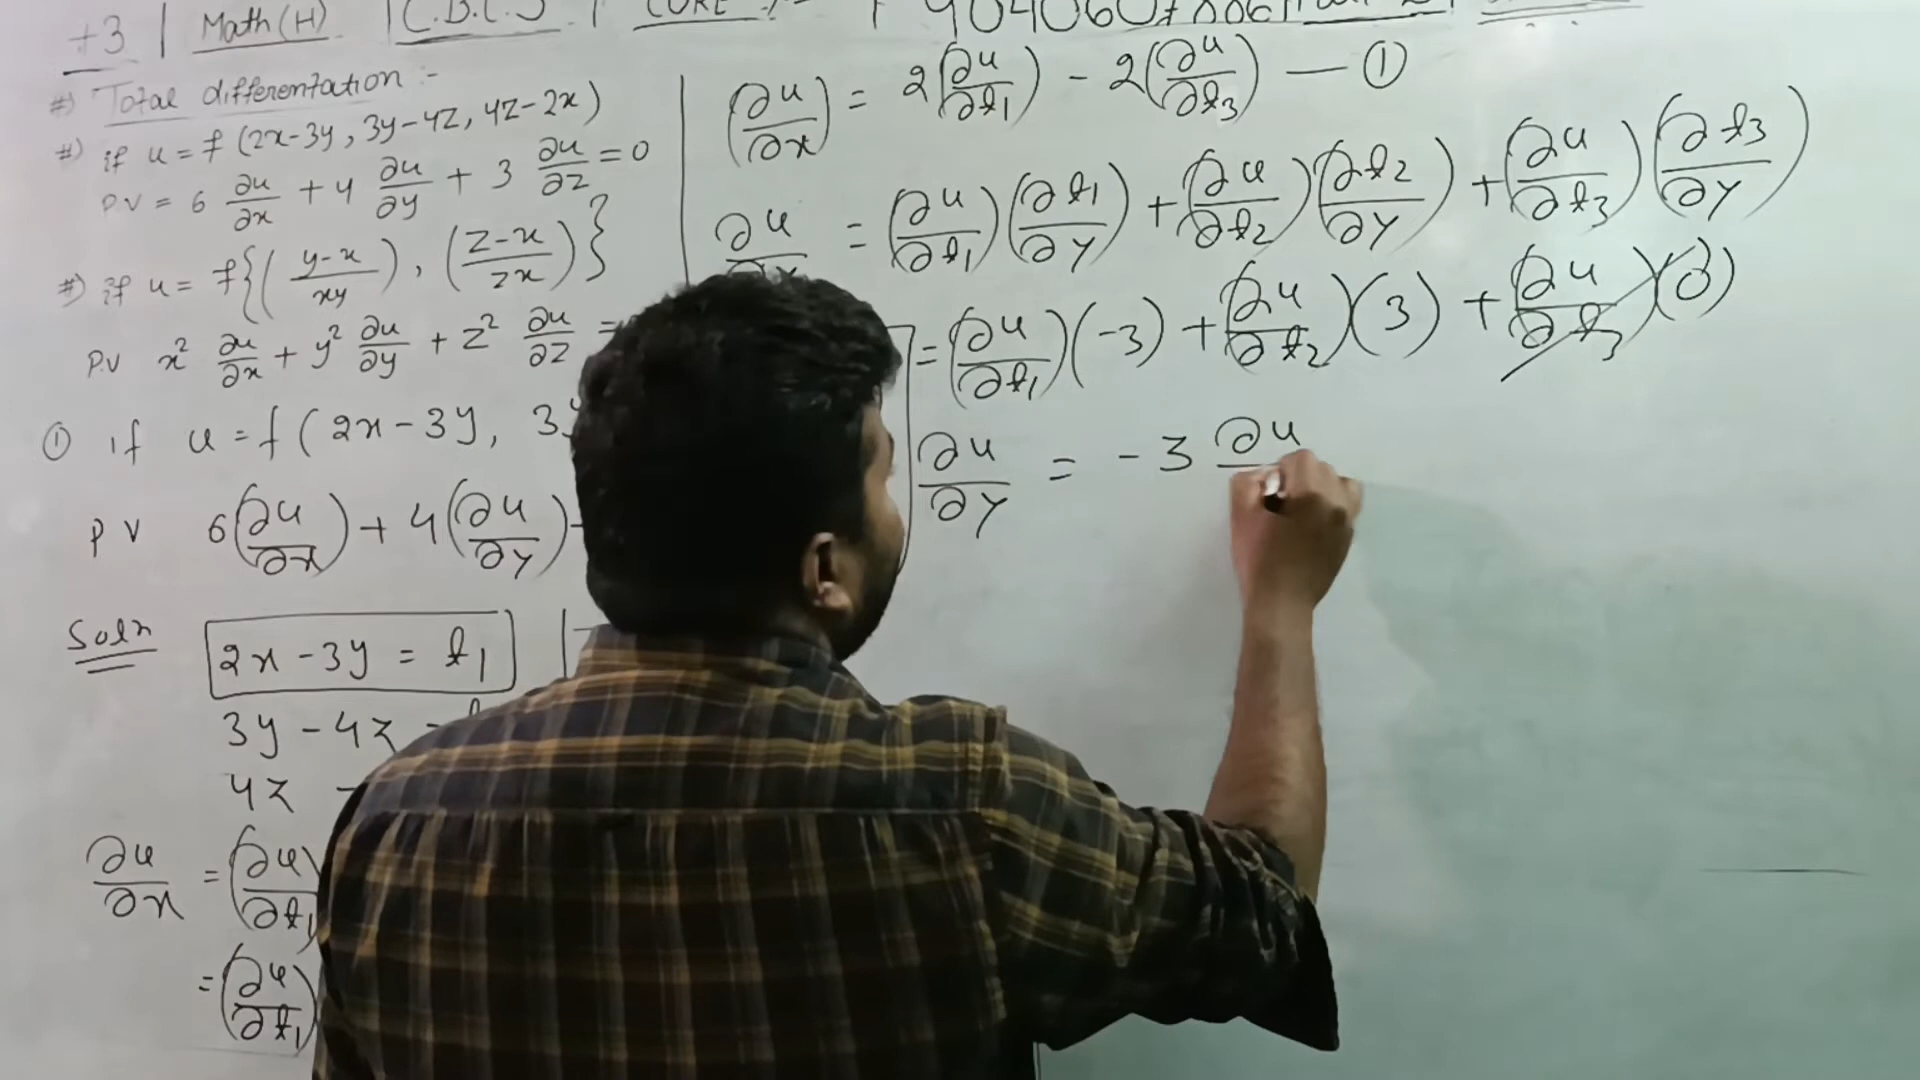 +3 | Math (H) | C.B.C.S | CORE
#) Total differentation :-
#) if u = f (2x-3y, 3y-4z, 4z-2x)
P.V = 6 ∂u/∂x + 4 ∂u/∂y + 3 ∂u/∂z = 0
#) if u = f{((y-x)/xy), ((z-x)/zx)}
P.V x² ∂u/∂x + y² ∂u/∂y + z² ∂u/∂z =
① if u = f ( 2x - 3y, 3y
P V 6(∂u/∂x) + 4(∂u/∂y)
Soln 2x - 3y = t₁
3y - 4z
4z -
∂u/∂x = (∂u/∂t₁)
= (∂u/∂t₁)
(∂u/∂x) = 2(∂u/∂t₁) - 2(∂u/∂t₃) — ①
∂u/∂y = (∂u/∂t₁)(∂t₁/∂y) + (∂u/∂t₂)(∂t₂/∂y) + (∂u/∂t₃)(∂t₃/∂y)
= (∂u/∂t₁)(-3) + (∂u/∂t₂)(3) + (∂u/∂t₃)(0)
∂u/∂y = -3 ∂u